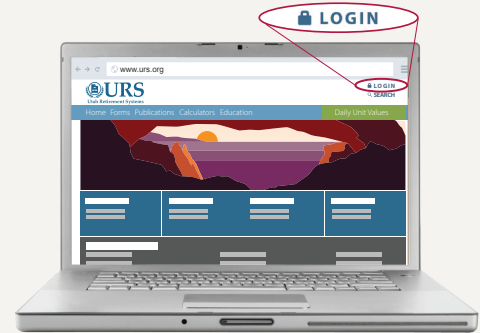 LOGIN
www.urs.org
URS
Utah Retirement Systems
LOGIN
SEARCH
Home Forms Publications Calculators Education Daily Unit Values